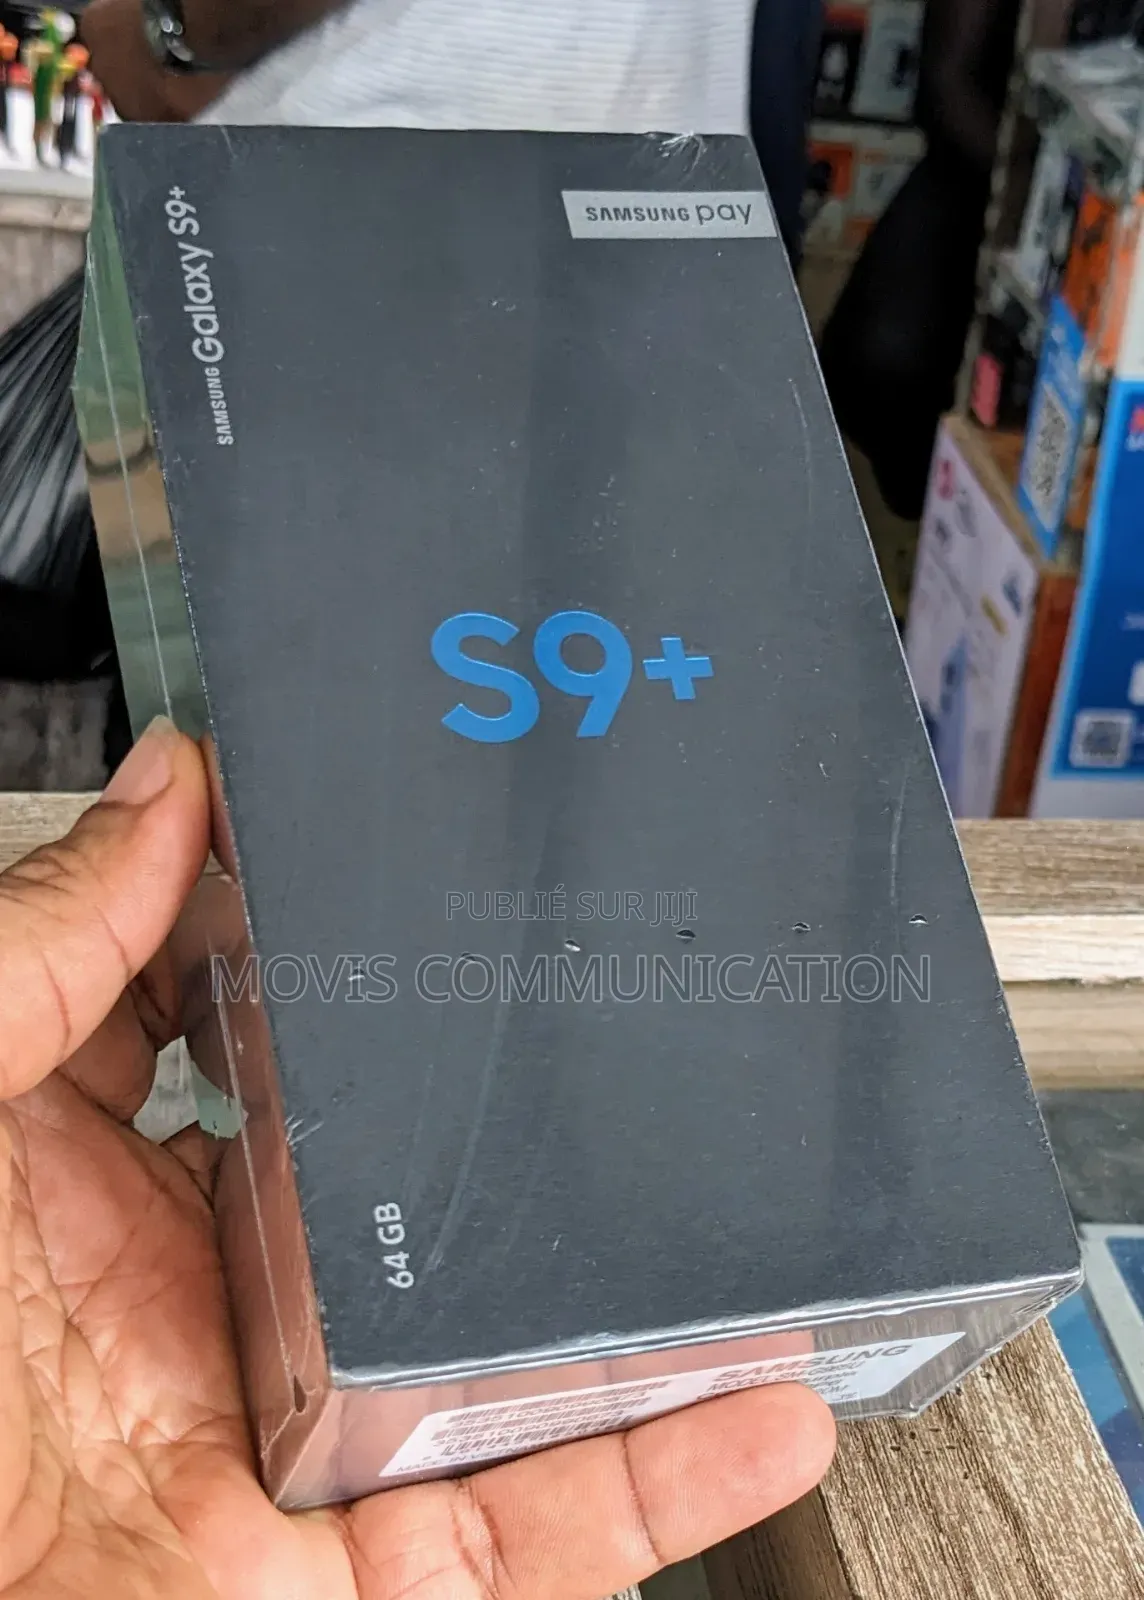 SAMSUNG pay
SAMSUNG Galaxy S9+
S9+
PUBLIÉ SUR JIJI
MOVIS COMMUNICATION
64 GB
SAMSUNG